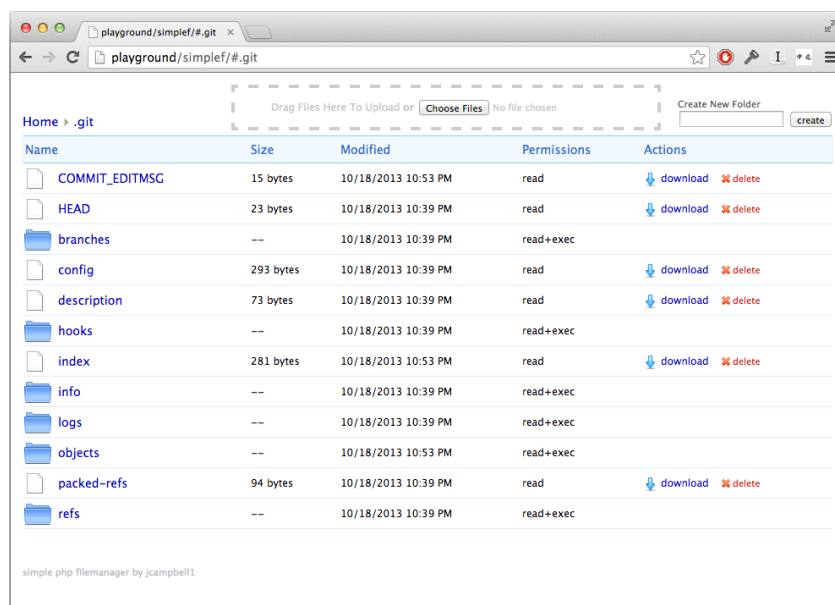 playground/simplef/#.git ×
playground/simplef/#.git
Drag Files Here To Upload or Choose Files No file chosen
Create New Folder
Home .git
create
Name Size Modified Permissions Actions
COMMIT_EDITMSG 15 bytes 10/18/2013 10:53 PM read download delete
HEAD 23 bytes 10/18/2013 10:39 PM read download delete
branches -- 10/18/2013 10:39 PM read+exec
config 293 bytes 10/18/2013 10:39 PM read download delete
description 73 bytes 10/18/2013 10:39 PM read download delete
hooks -- 10/18/2013 10:39 PM read+exec
index 281 bytes 10/18/2013 10:53 PM read download delete
info -- 10/18/2013 10:39 PM read+exec
logs -- 10/18/2013 10:39 PM read+exec
objects -- 10/18/2013 10:53 PM read+exec
packed-refs 94 bytes 10/18/2013 10:39 PM read download delete
refs -- 10/18/2013 10:39 PM read+exec
simple php filemanager by jcampbell1